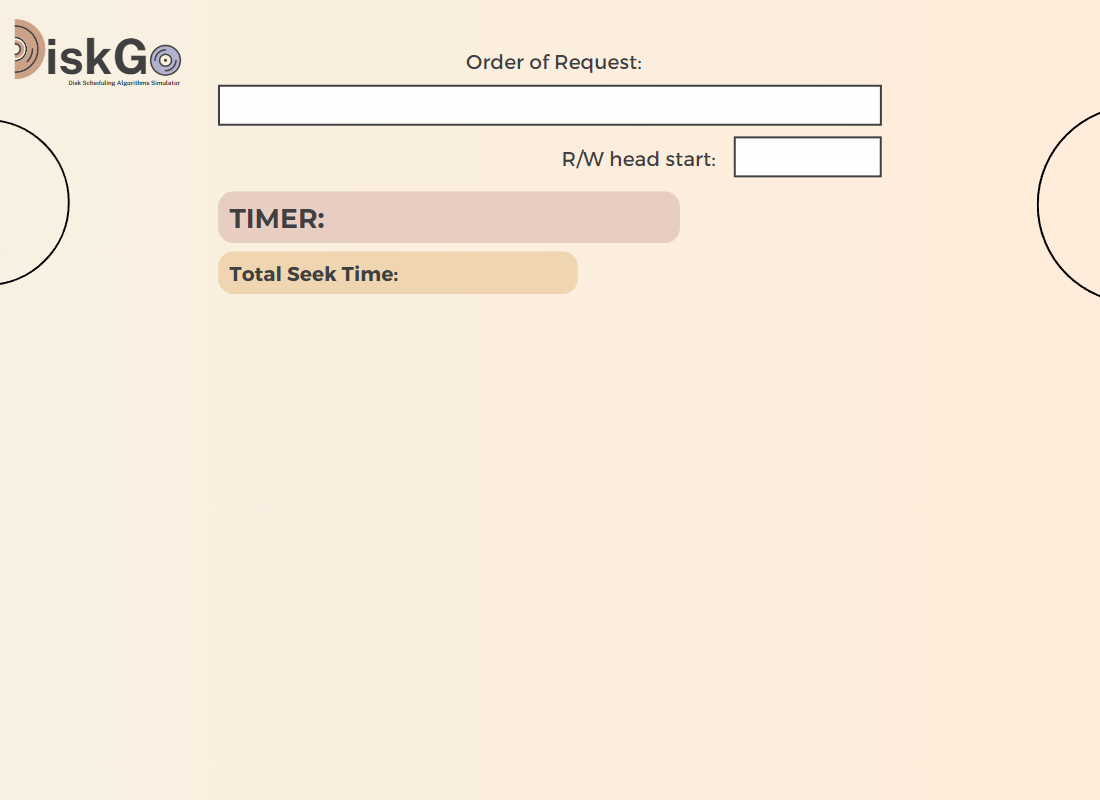 DiskGo
Disk Scheduling Algorithms Simulator
Order of Request:
R/W head start:
TIMER:
Total Seek Time: